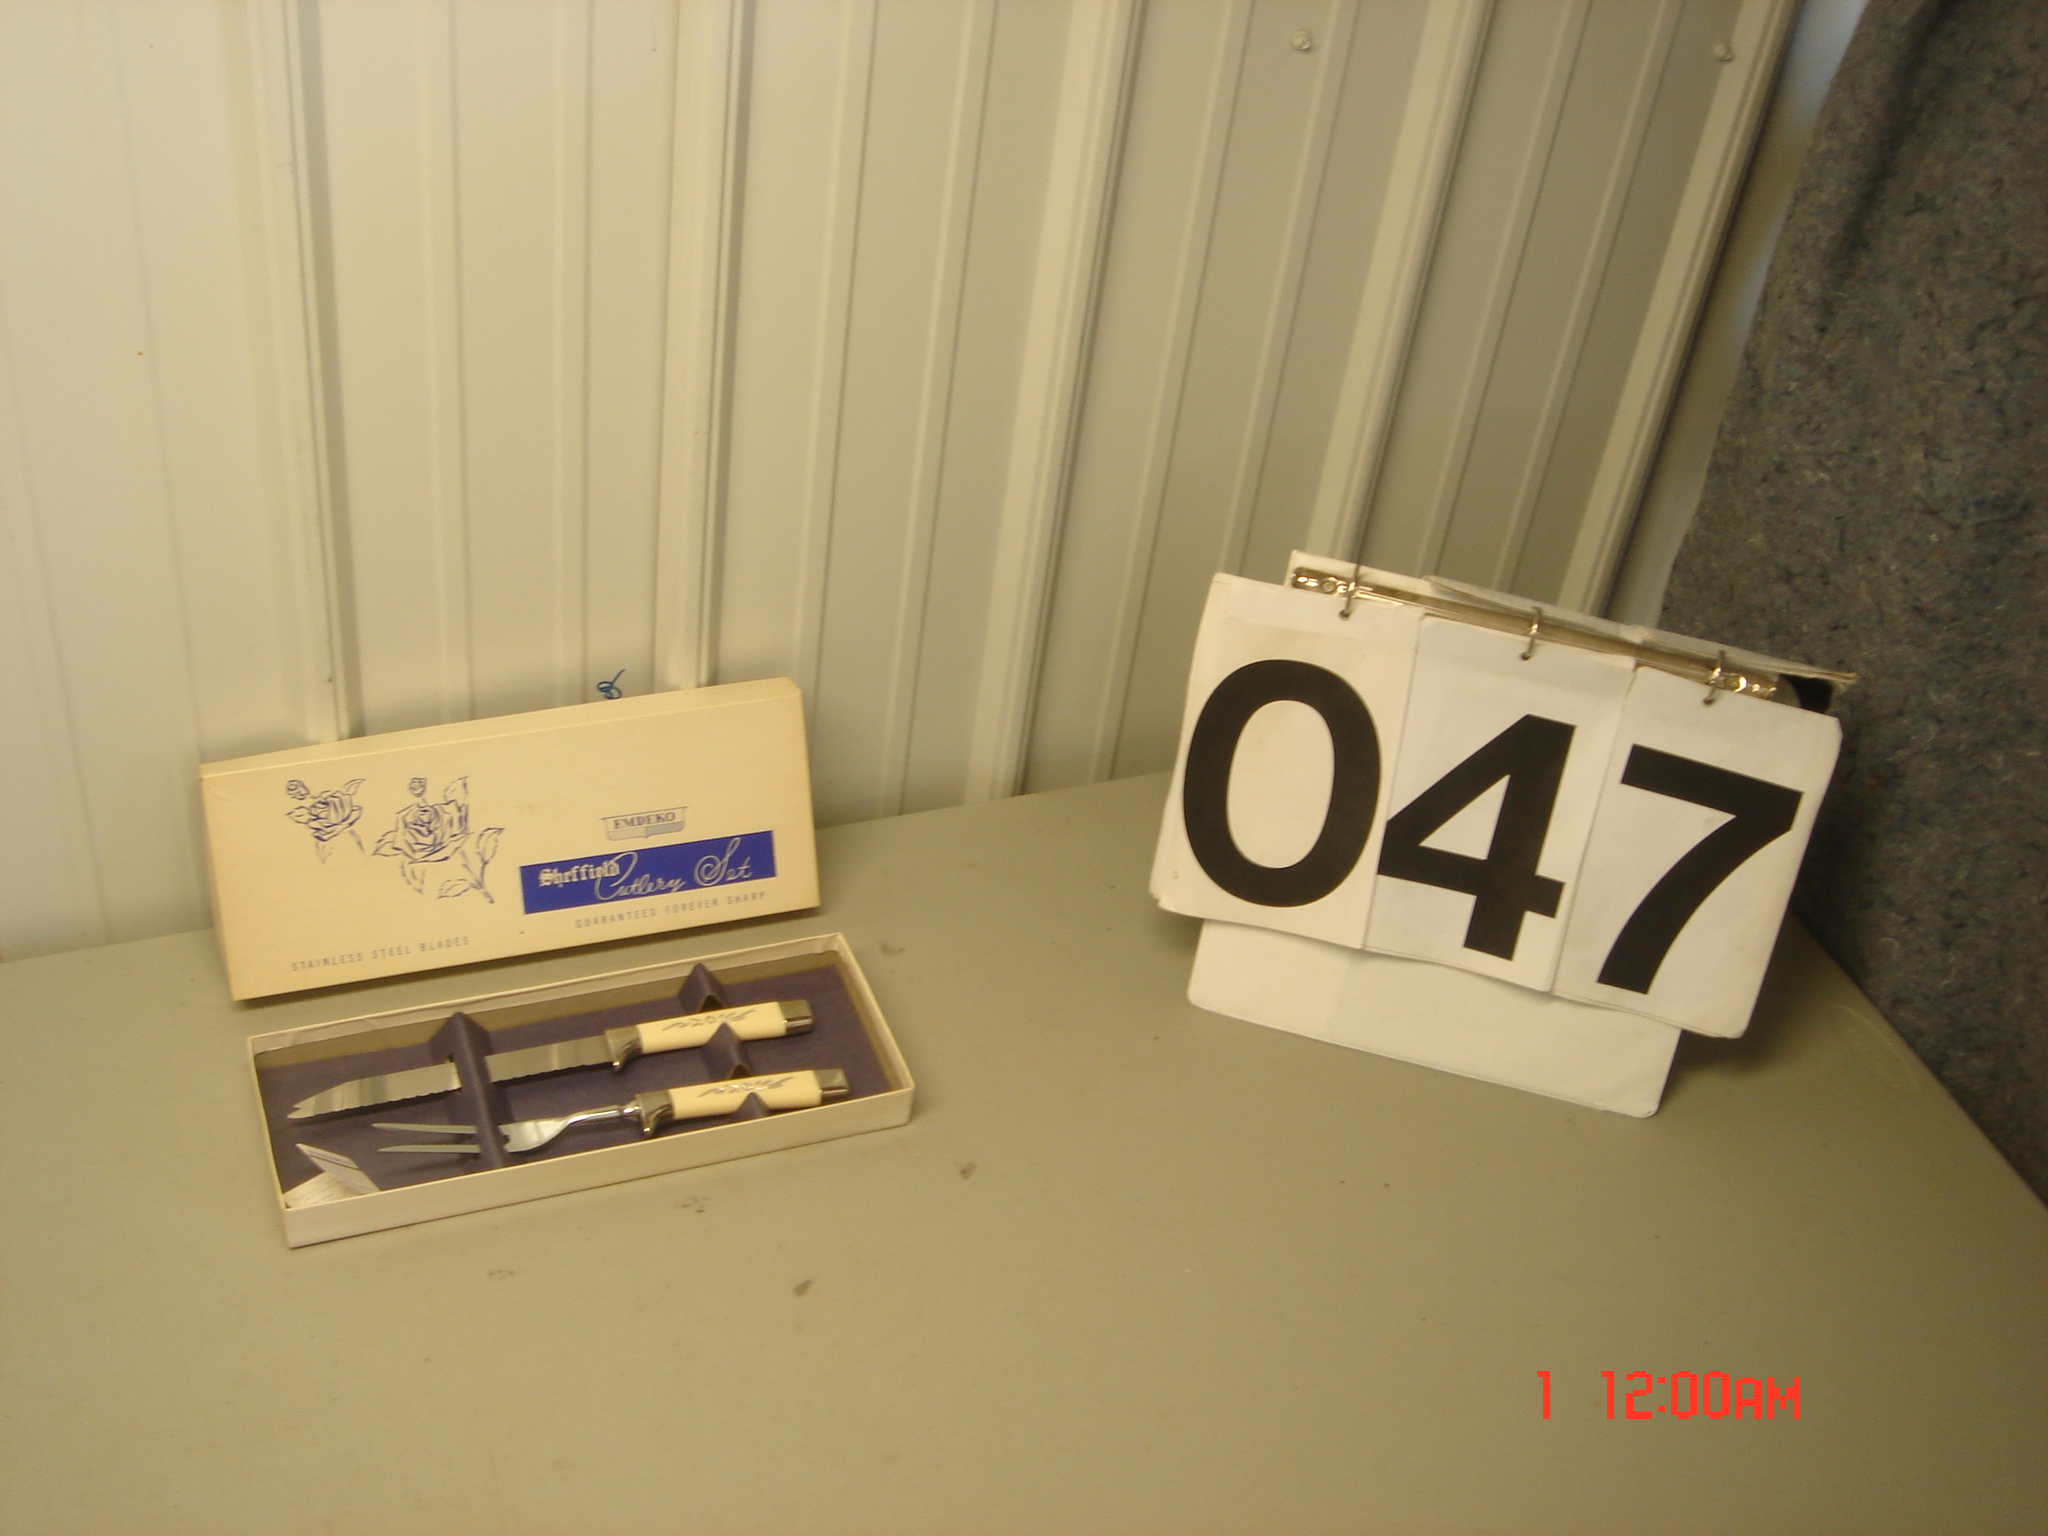 EMDEKO
Sheffield Cutlery Set
GUARANTEED FOREVER SHARP
STAINLESS STEEL BLADES
047
1 12:00AM